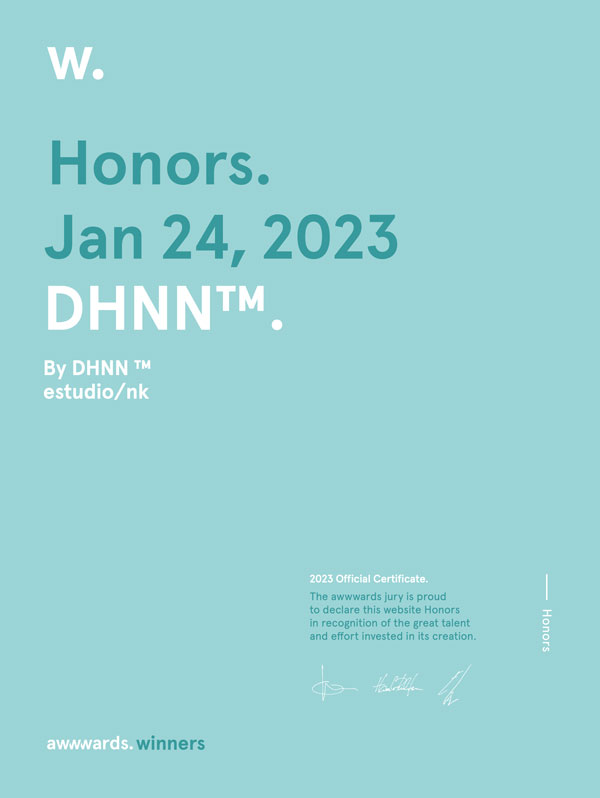 w.
Honors.
Jan 24, 2023
DHNN™.
By DHNN ™
estudio/nk
2023 Official Certificate.
The awwwards jury is proud
to declare this website Honors
in recognition of the great talent
and effort invested in its creation.
Honors
awwwards.winners